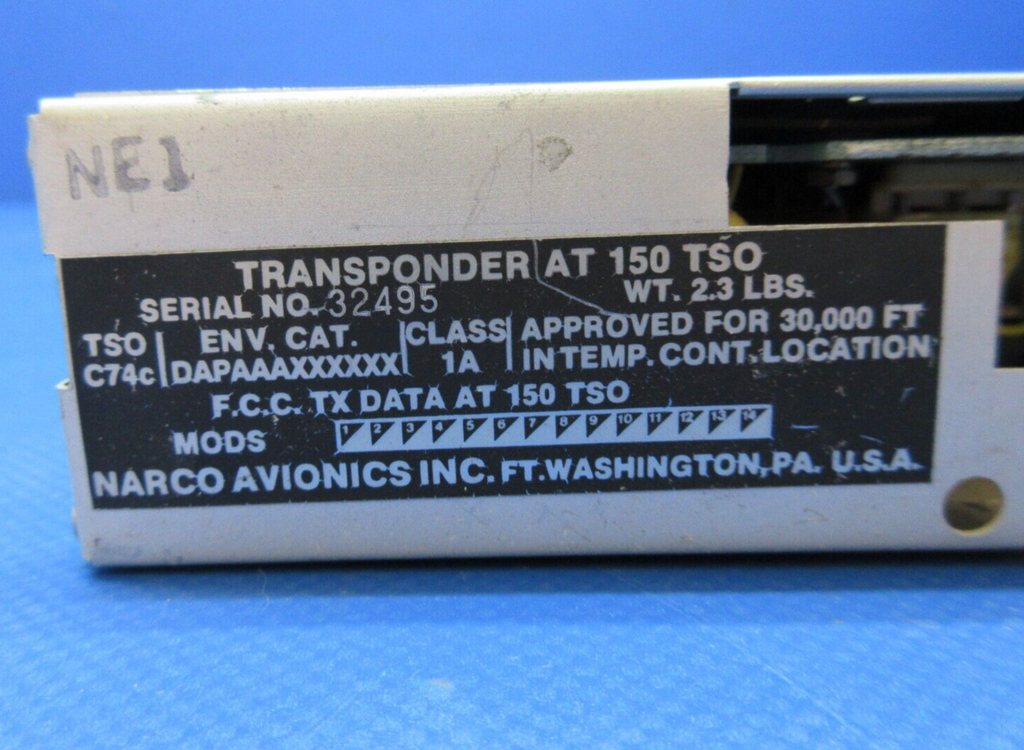 NE1
TRANSPONDER AT 150 TSO
SERIAL NO. 32495 WT. 2.3 LBS.
TSO ENV. CAT. CLASS APPROVED FOR 30,000 FT
C74c DAPAAAXXXXXX 1A IN TEMP. CONT. LOCATION
F.C.C. TX DATA AT 150 TSO
MODS 1 2 3 4 5 6 7 8 9 10 11 12 13 14
NARCO AVIONICS INC. FT. WASHINGTON, PA. U.S.A.